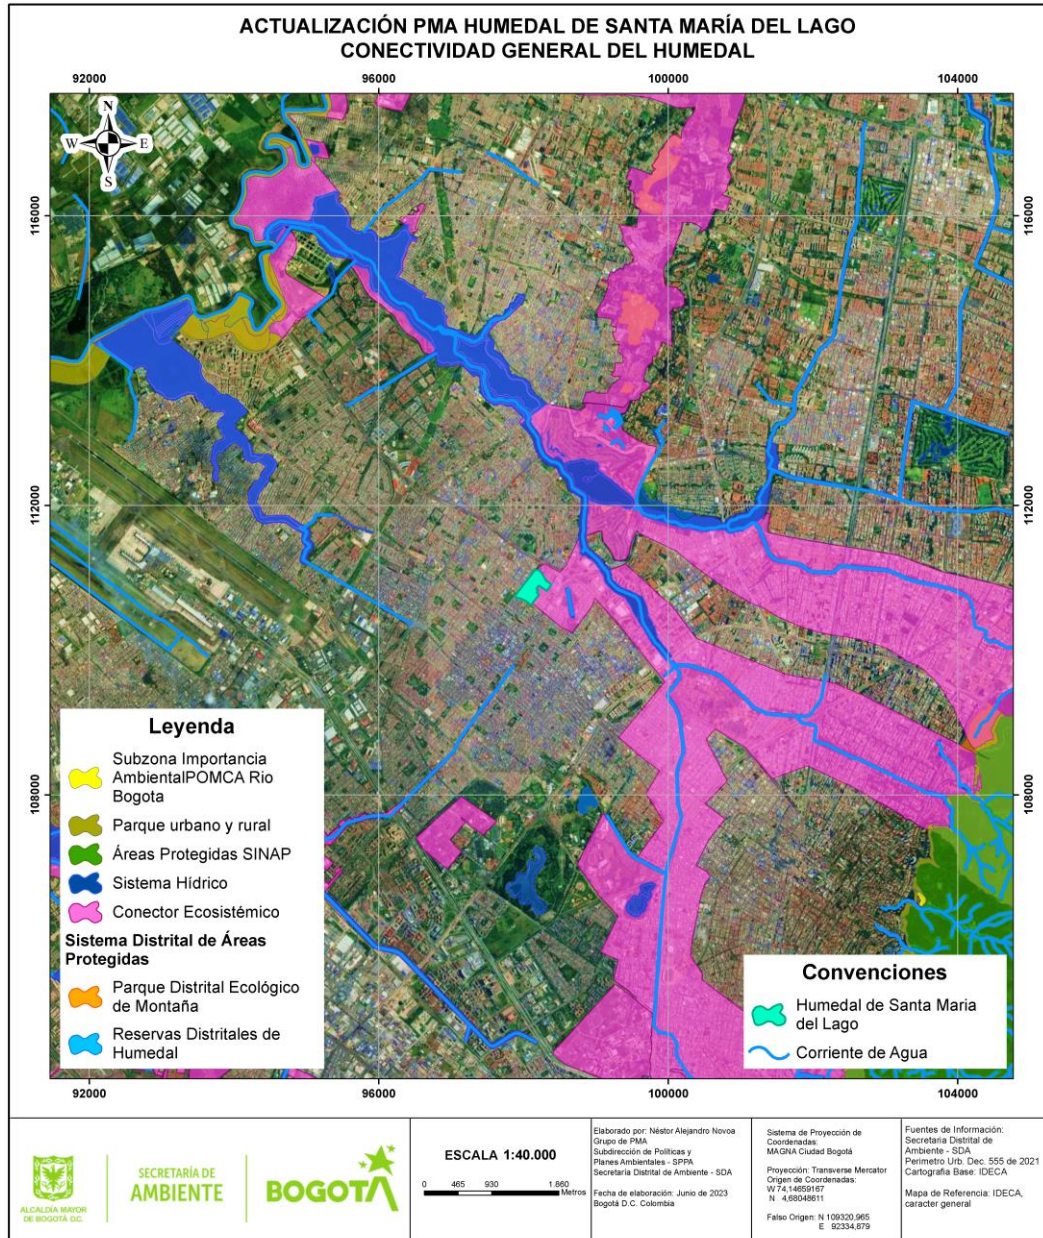 ACTUALIZACIÓN PMA HUMEDAL DE SANTA MARÍA DEL LAGO
CONECTIVIDAD GENERAL DEL HUMEDAL
92000 96000 100000 104000
N
W E
S
116000 116000
112000 112000
108000 108000
Leyenda
Subzona Importancia
AmbientalPOMCA Rio
Bogota
Parque urbano y rural
Áreas Protegidas SINAP
Sistema Hídrico
Conector Ecosistémico
Sistema Distrital de Áreas
Protegidas
Parque Distrital Ecológico
de Montaña
Reservas Distritales de
Humedal
Convenciones
Humedal de Santa Maria
del Lago
Corriente de Agua
92000 96000 100000 104000
ALCALDÍA MAYOR
DE BOGOTÁ D.C.
SECRETARÍA DE
AMBIENTE
BOGOTÁ
ESCALA 1:40.000
0 465 930 1.860
Metros
Elaborado por: Néstor Alejandro Novoa
Grupo de PMA
Subdirección de Políticas y
Planes Ambientales - SPPA
Secretaría Distrital de Ambiente - SDA
Fecha de elaboración: Junio de 2023
Bogotá D.C. Colombia
Sistema de Proyección de
Coordenadas:
MAGNA Ciudad Bogotá
Proyección: Transverse Mercator
Origen de Coordenadas:
W 74,14659167
N 4,68048611
Falso Origen: N 109320,965
E 92334,879
Fuentes de Información:
Secretaria Distrital de
Ambiente - SDA
Perimetro Urb. Dec. 555 de 2021
Cartografia Base: IDECA
Mapa de Referencia: IDECA,
caracter general